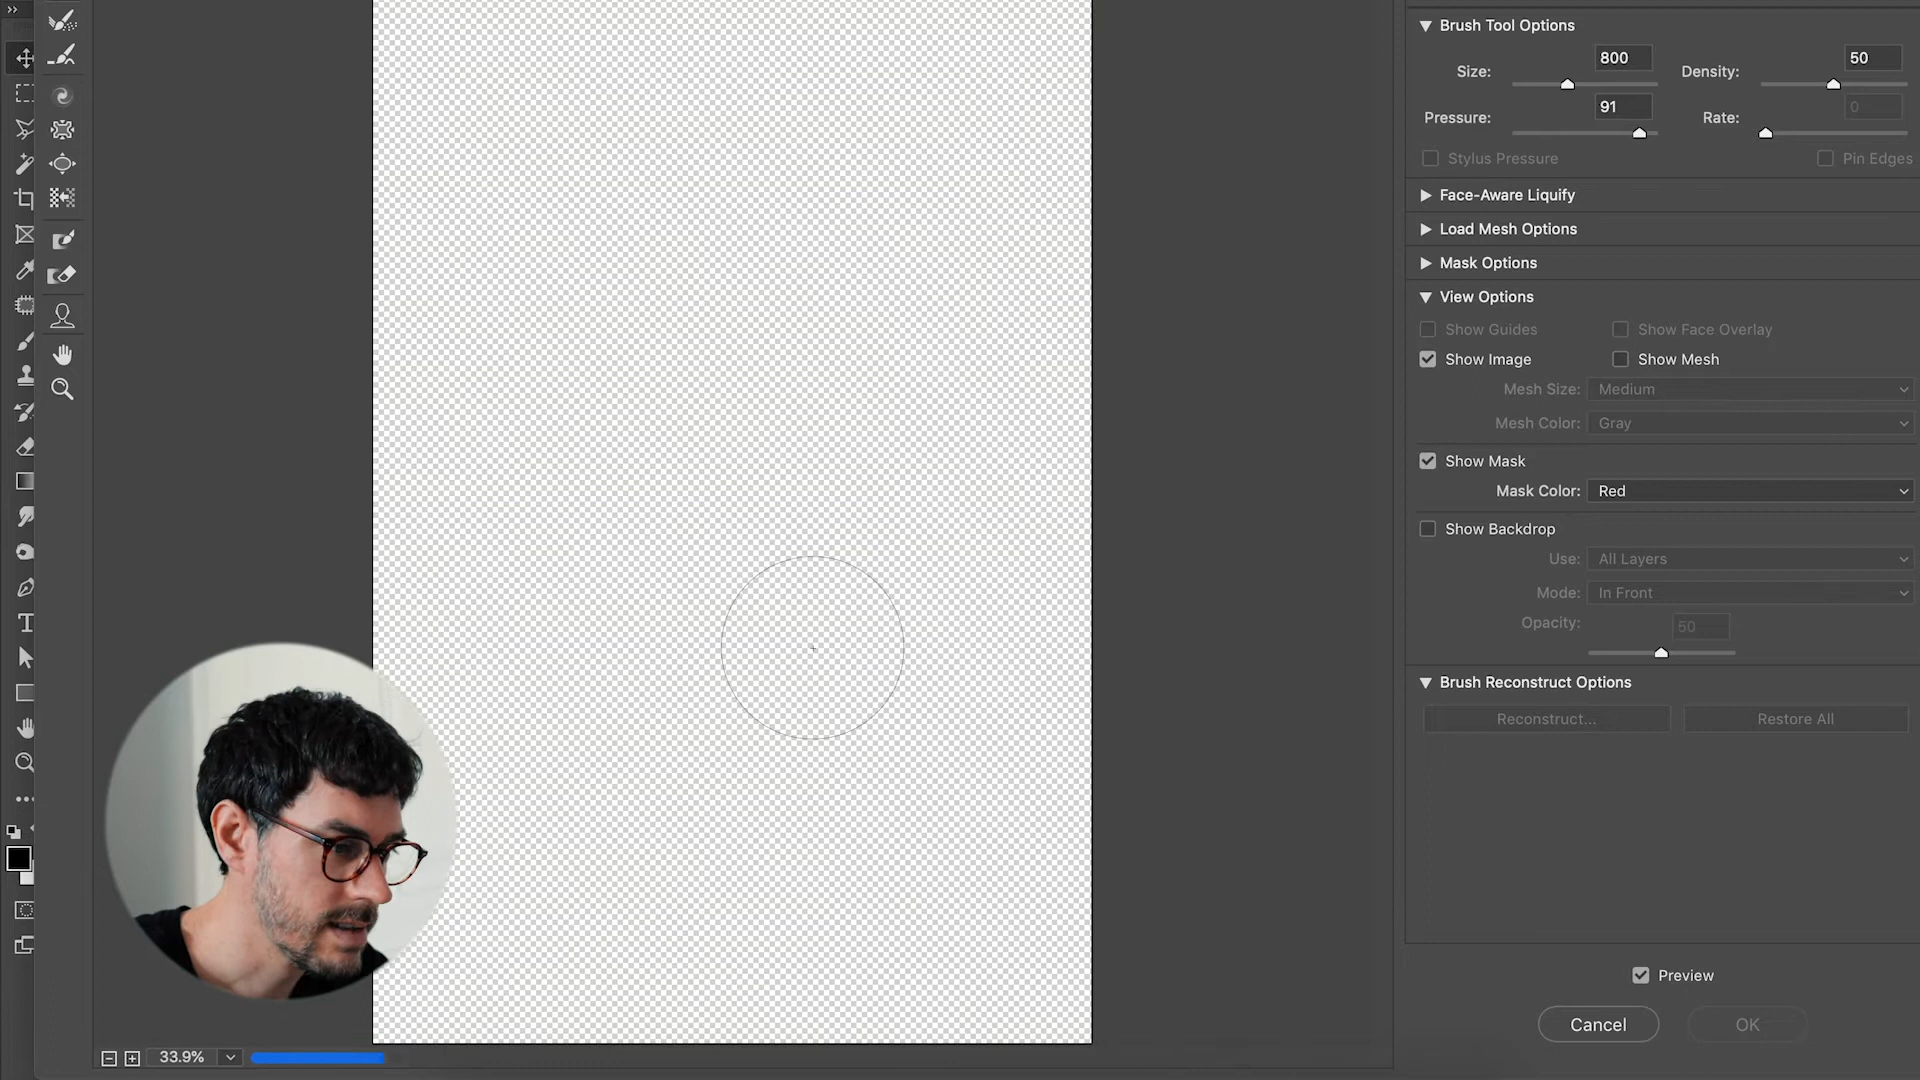 Brush Tool Options
Size: 800 Density: 50
Pressure: 91 Rate: 0
Stylus Pressure Pin Edges
Face-Aware Liquify
Load Mesh Options
Mask Options
View Options
Show Guides Show Face Overlay
Show Image Show Mesh
Mesh Size: Medium
Mesh Color: Gray
Show Mask
Mask Color: Red
Show Backdrop
Use: All Layers
Mode: In Front
Opacity: 50
Brush Reconstruct Options
Reconstruct... Restore All
Preview
Cancel OK
33.9%